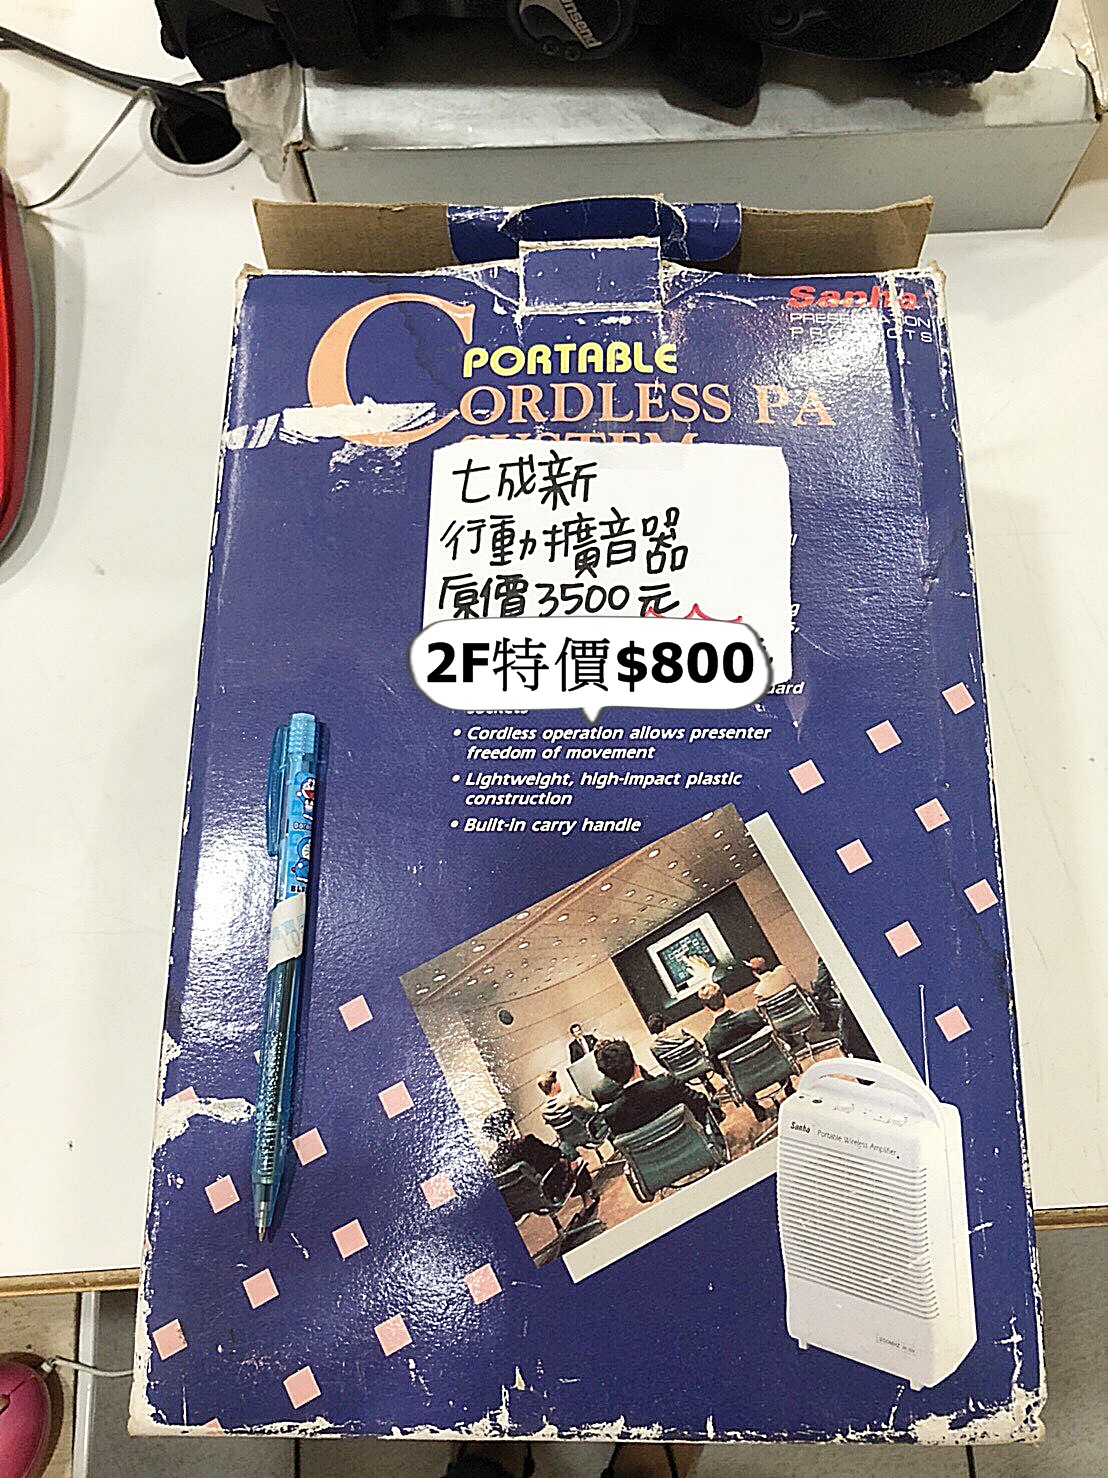 Sanha
PORTABLE
CORDLESS PA
SYSTEM
七成新
行動擴音器
原價3500元
2F特價$800
sockets
• Cordless operation allows presenter
freedom of movement
• Lightweight, high-impact plastic
construction
• Built-in carry handle
Sanha Portable Wireless Amplifier